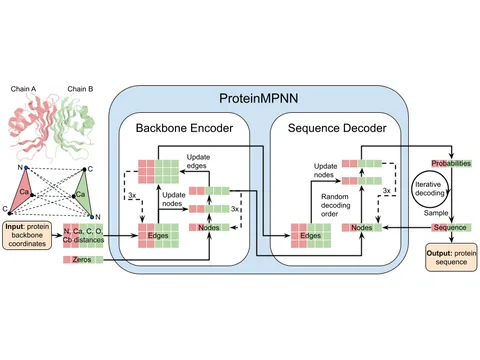 ProteinMPNN
Chain A
Chain B
Backbone Encoder
Sequence Decoder
N
C
Ca
Ca
C
N
Input: protein
backbone
coordinates
N, Ca, C, O,
Cb distances
Zeros
3x
Update
edges
Update
nodes
3x
Edges
Nodes
Update
nodes
Random
decoding
order
3x
Edges
Nodes
Probabilities
Iterative
decoding
Sample
Sequence
Output: protein
sequence